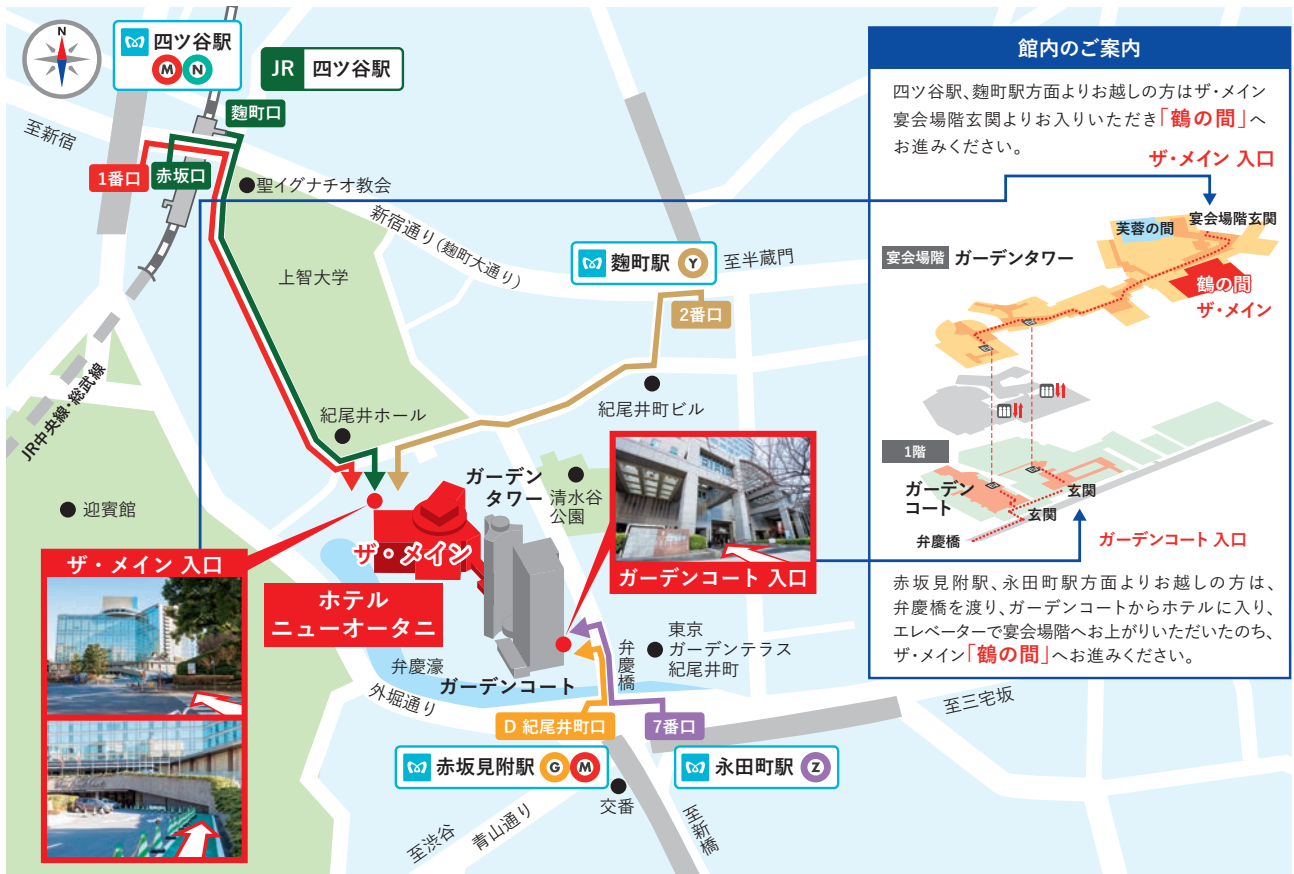 N
四ツ谷駅
M N
JR 四ツ谷駅
麴町口
至新宿
1番口
赤坂口
聖イグナチオ教会
新宿通り(麴町大通り)
上智大学
麴町駅 Y
至半蔵門
2番口
JR中央線・総武線
紀尾井ホール
紀尾井町ビル
迎賓館
ガーデン
タワー
清水谷
公園
ザ・メイン
ホテル
ニューオータニ
ザ・メイン 入口
ガーデンコート 入口
弁慶濠
外堀通り
ガーデンコート
弁慶橋
東京
ガーデンテラス
紀尾井町
D 紀尾井町口
7番口
至三宅坂
赤坂見附駅 G M
永田町駅 Z
交番
至渋谷
青山通り
至新橋
館内のご案内
四ツ谷駅、麴町駅方面よりお越しの方はザ・メイン
宴会場階玄関よりお入りいただき「鶴の間」へ
お進みください。
ザ・メイン 入口
芙蓉の間
宴会場階玄関
宴会場階 ガーデンタワー
鶴の間
ザ・メイン
1階
ガーデン
コート
玄関
玄関
弁慶橋
ガーデンコート 入口
赤坂見附駅、永田町駅方面よりお越しの方は、
弁慶橋を渡り、ガーデンコートからホテルに入り、
エレベーターで宴会場階へお上がりいただいたのち、
ザ・メイン「鶴の間」へお進みください。